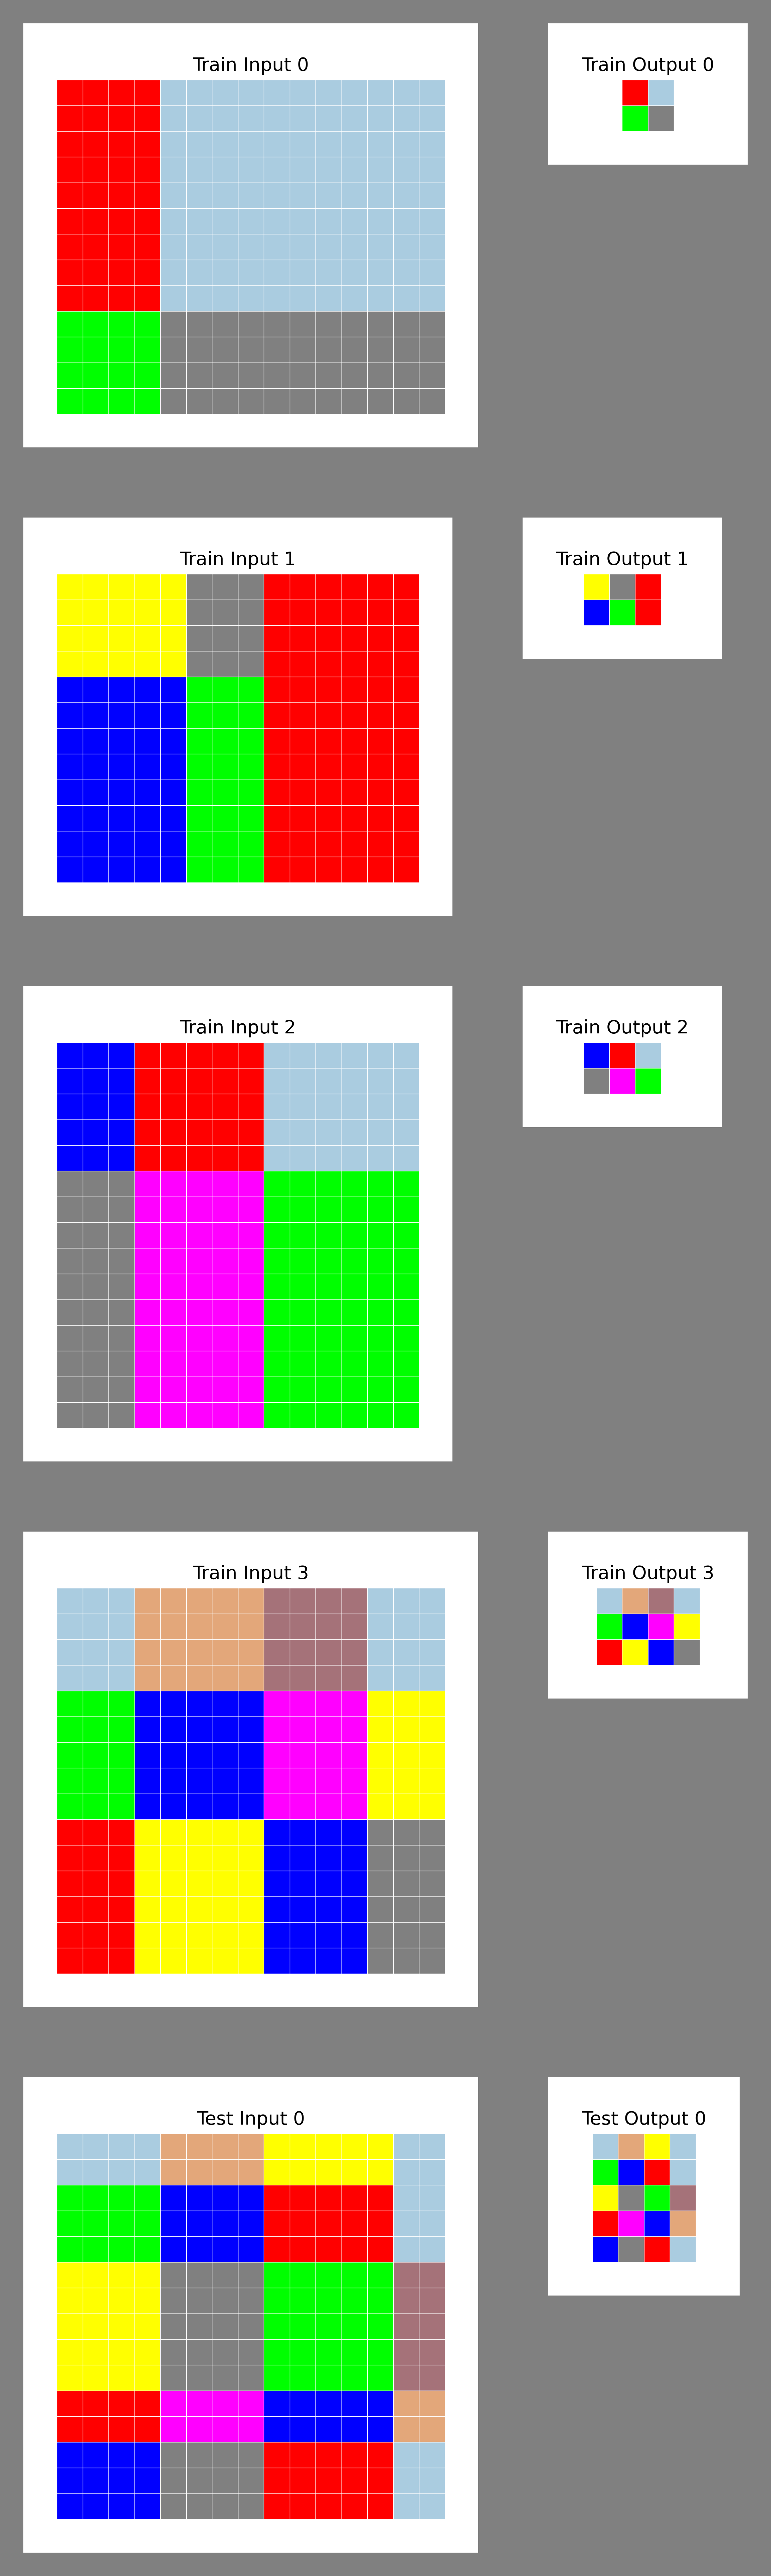 Train Input 0
Train Output 0
Train Input 1
Train Output 1
Train Input 2
Train Output 2
Train Input 3
Train Output 3
Test Input 0
Test Output 0